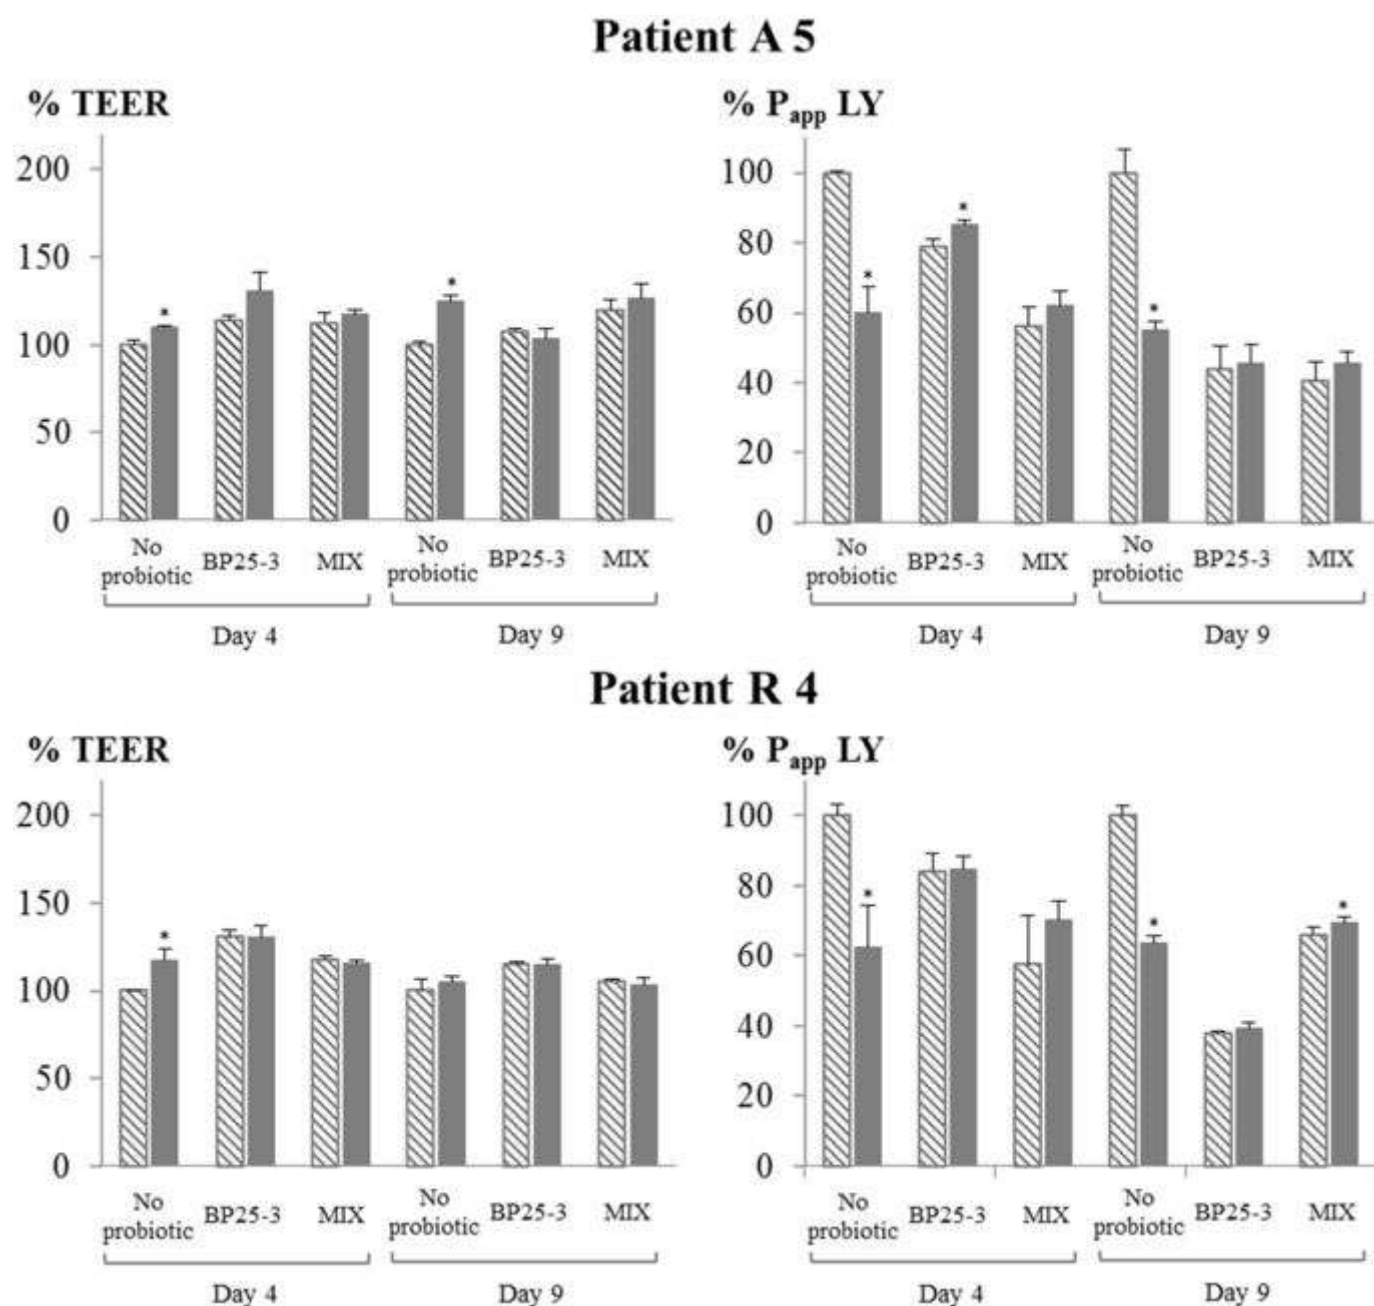 Patient A 5
% TEER
200
150
100
50
0
*
*
No probiotic
BP25-3
MIX
No probiotic
BP25-3
MIX
Day 4
Day 9
% Papp LY
100
80
60
40
20
0
*
*
*
No probiotic
BP25-3
MIX
No probiotic
BP25-3
MIX
Day 4
Day 9
Patient R 4
% TEER
200
150
100
50
0
*
No probiotic
BP25-3
MIX
No probiotic
BP25-3
MIX
Day 4
Day 9
% Papp LY
100
80
60
40
20
0
*
*
*
No probiotic
BP25-3
MIX
No probiotic
BP25-3
MIX
Day 4
Day 9